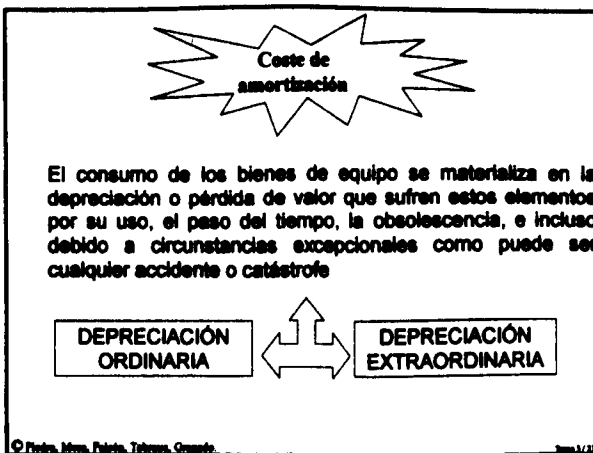 Coste de
amortización
El consumo de los bienes de equipo se materializa en la
depreciación o pérdida de valor que sufren estos elementos
por su uso, el paso del tiempo, la obsolescencia, e incluso
debido a circunstancias excepcionales como puede ser
cualquier accidente o catástrofe
DEPRECIACIÓN
ORDINARIA
DEPRECIACIÓN
EXTRAORDINARIA
©